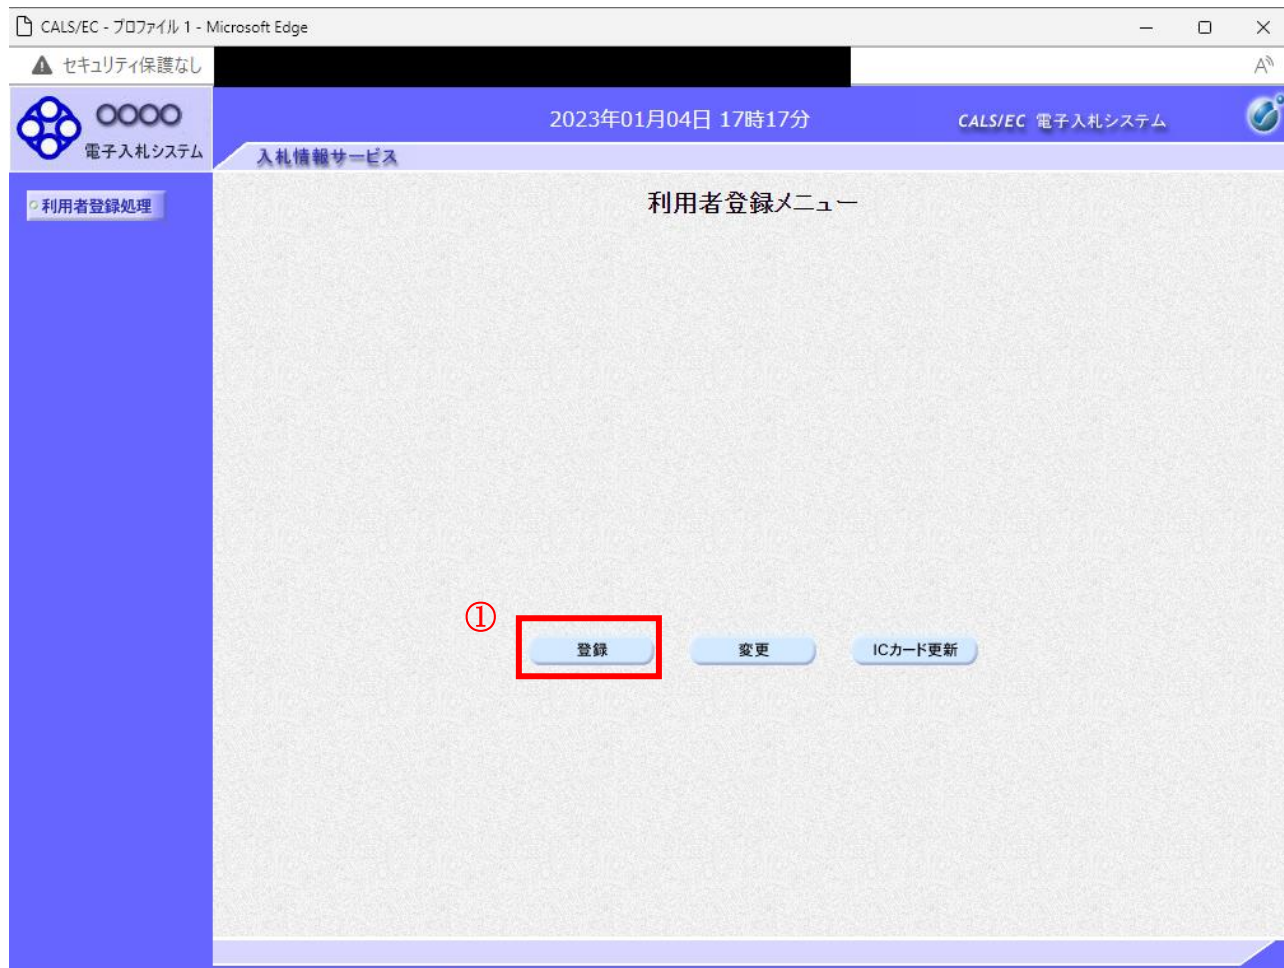 CALS/EC - プロファイル 1 - Microsoft Edge
セキュリティ保護なし
〇〇〇〇
電子入札システム
2023年01月04日 17時17分
CALS/EC 電子入札システム
入札情報サービス
利用者登録処理
利用者登録メニュー
①
登録
変更
ICカード更新